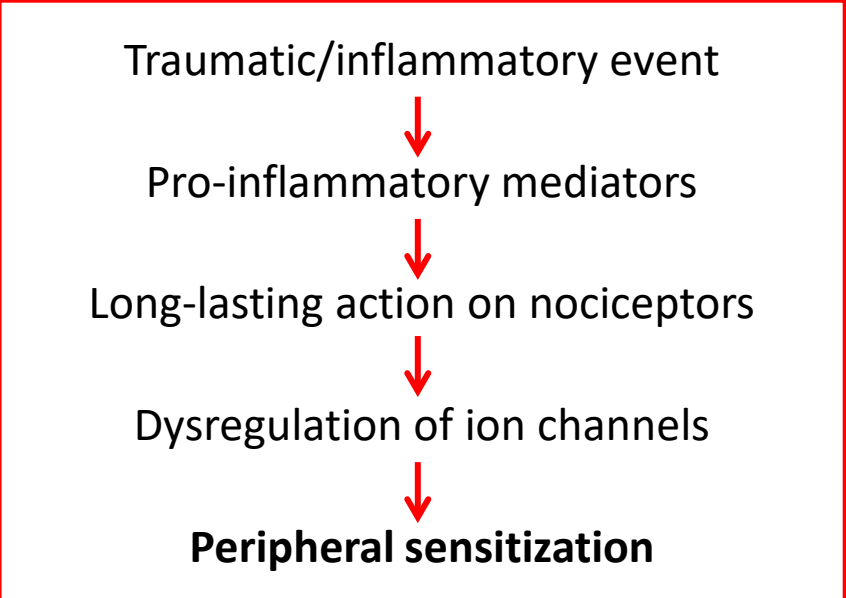 Traumatic/inflammatory event
Pro-inflammatory mediators
Long-lasting action on nociceptors
Dysregulation of ion channels
Peripheral sensitization